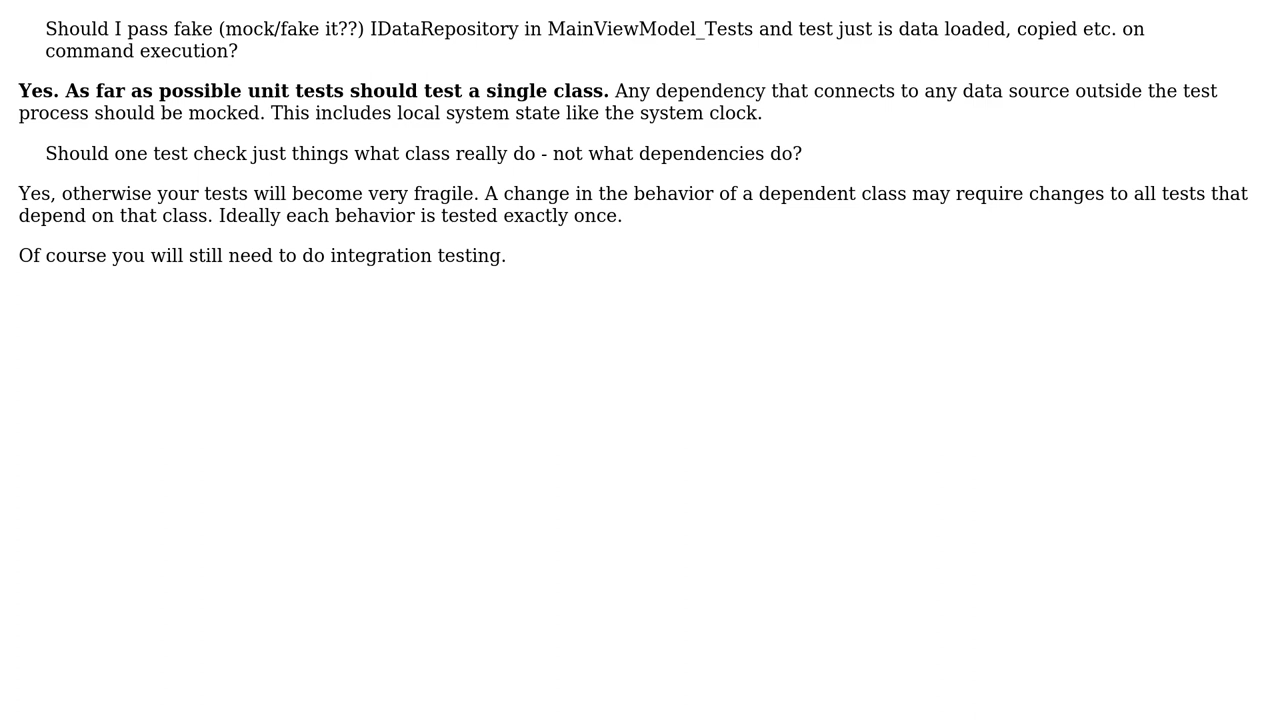 Should I pass fake (mock/fake it??) IDataRepository in MainViewModel_Tests and test just is data loaded, copied etc. on
command execution?
Yes. As far as possible unit tests should test a single class. Any dependency that connects to any data source outside the test
process should be mocked. This includes local system state like the system clock.
Should one test check just things what class really do - not what dependencies do?
Yes, otherwise your tests will become very fragile. A change in the behavior of a dependent class may require changes to all tests that
depend on that class. Ideally each behavior is tested exactly once.
Of course you will still need to do integration testing.